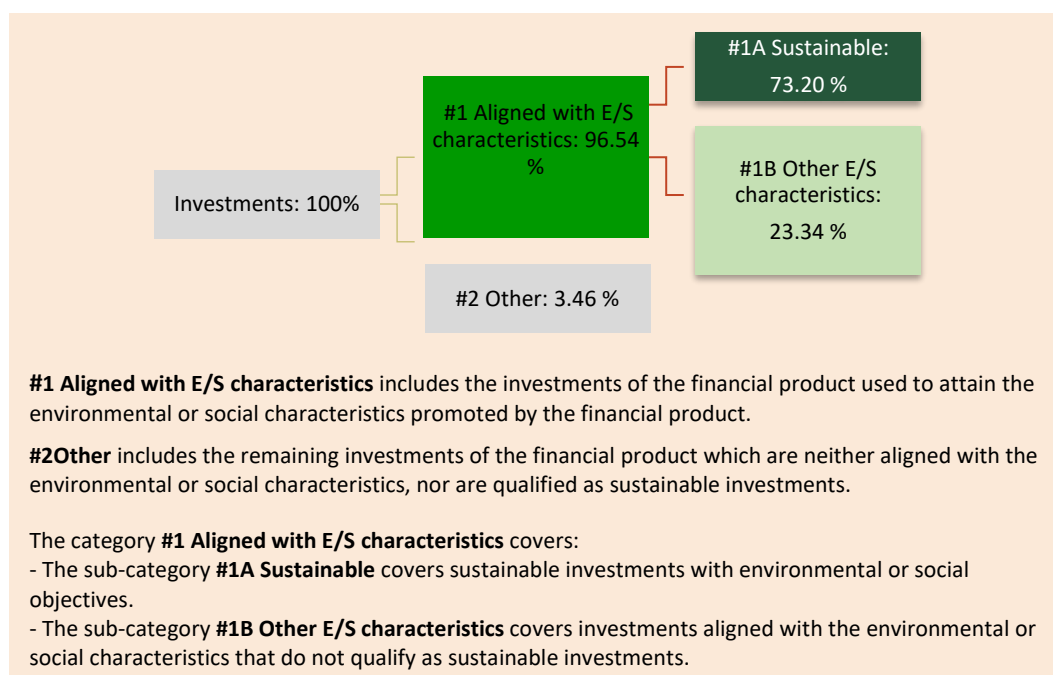 #1A Sustainable:
73.20 %
#1 Aligned with E/S
characteristics: 96.54
%
#1B Other E/S
characteristics:
23.34 %
Investments: 100%
#2 Other: 3.46 %
#1 Aligned with E/S characteristics includes the investments of the financial product used to attain the
environmental or social characteristics promoted by the financial product.
#2Other includes the remaining investments of the financial product which are neither aligned with the
environmental or social characteristics, nor are qualified as sustainable investments.
The category #1 Aligned with E/S characteristics covers:
- The sub-category #1A Sustainable covers sustainable investments with environmental or social
objectives.
- The sub-category #1B Other E/S characteristics covers investments aligned with the environmental or
social characteristics that do not qualify as sustainable investments.